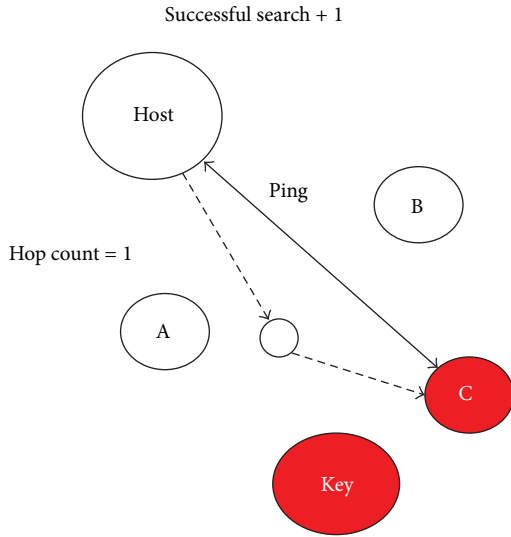 Successful search + 1
Host
Ping
B
Hop count = 1
A
C
Key